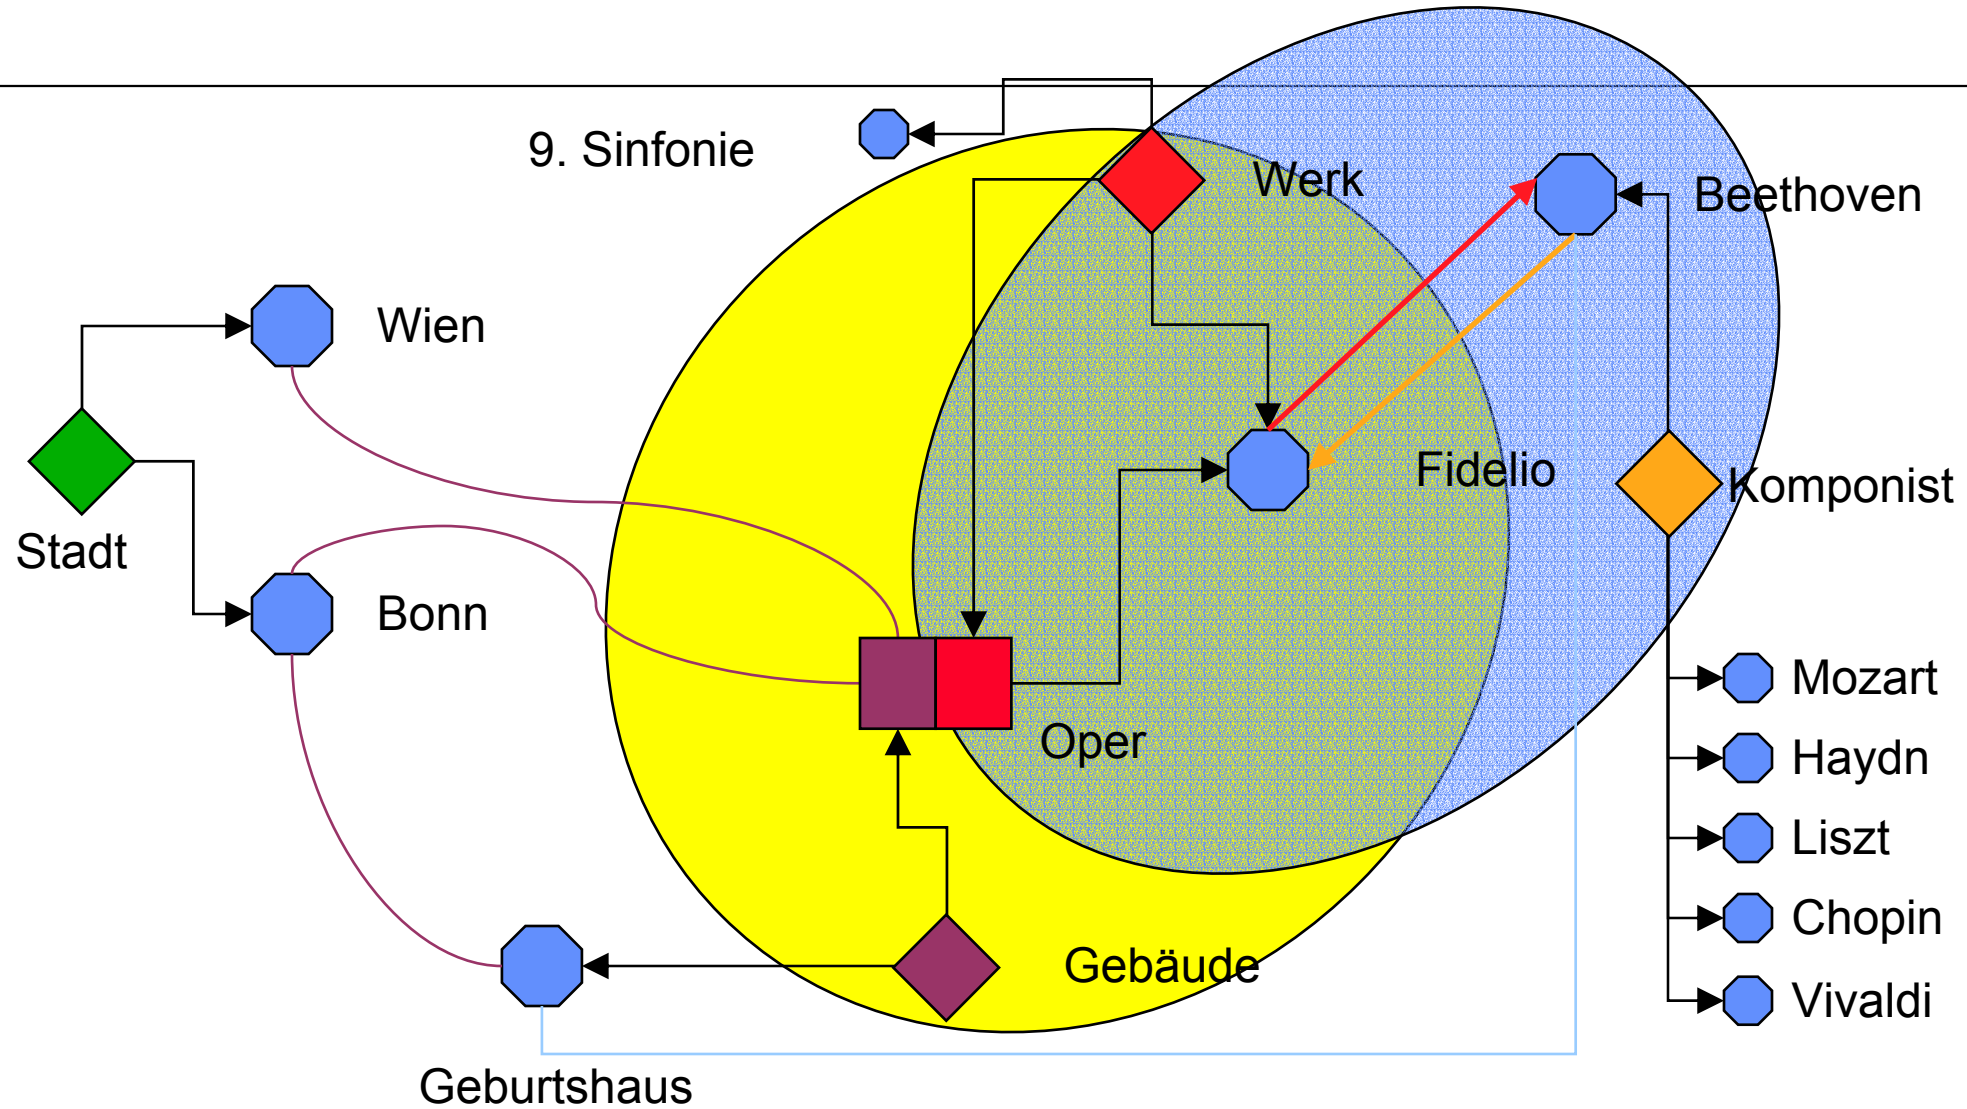 9. Sinfonie
Werk
Beethoven
Wien
Fidelio
Komponist
Stadt
Bonn
Mozart
Oper
Haydn
Liszt
Chopin
Gebäude
Vivaldi
Geburtshaus